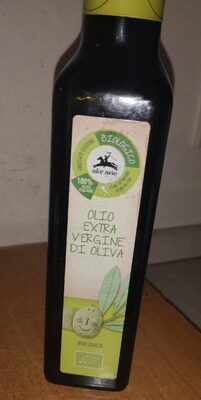 BIOLOGICO
alce nero
100%
OLIO
EXTRA
VERGINE
DI OLIVA
BIOLOGICO